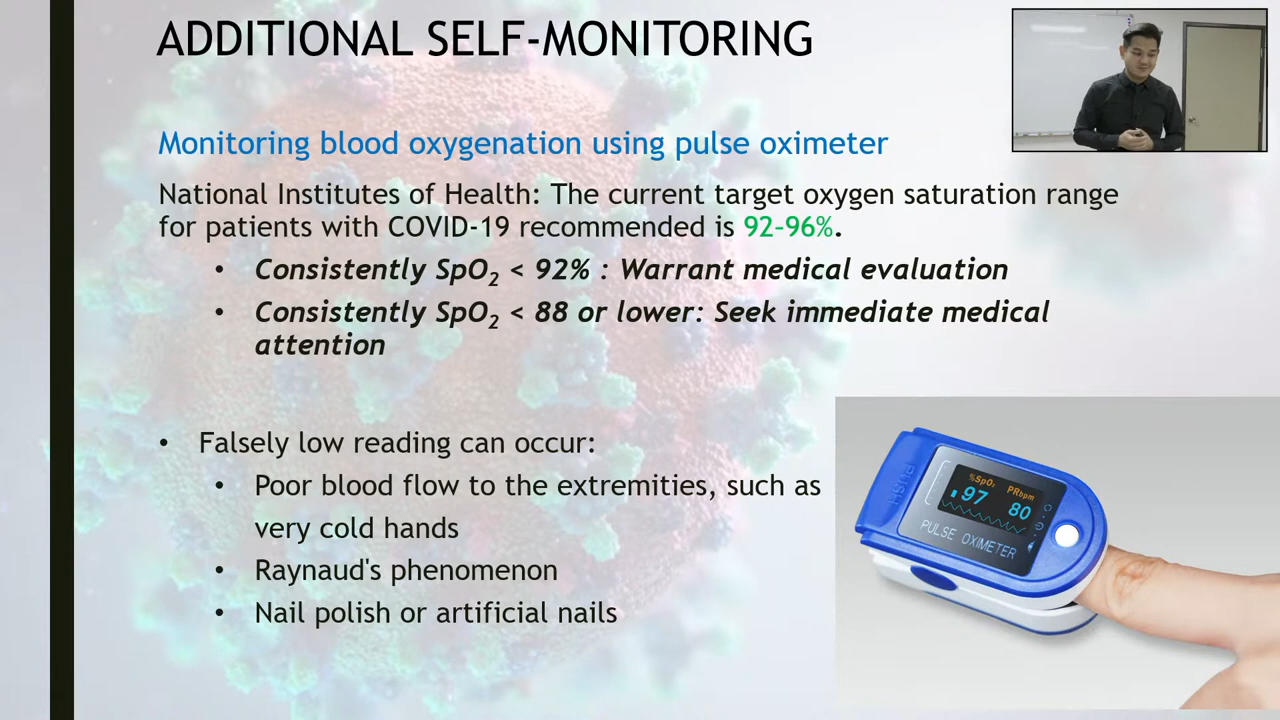 ADDITIONAL SELF-MONITORING
Monitoring blood oxygenation using pulse oximeter
National Institutes of Health: The current target oxygen saturation range
for patients with COVID-19 recommended is 92–96%.
• Consistently SpO2 < 92% : Warrant medical evaluation
• Consistently SpO2 < 88 or lower: Seek immediate medical
attention
• Falsely low reading can occur:
• Poor blood flow to the extremities, such as
very cold hands
• Raynaud's phenomenon
• Nail polish or artificial nails
%SpO2 PRbpm
97 80
PULSE OXIMETER